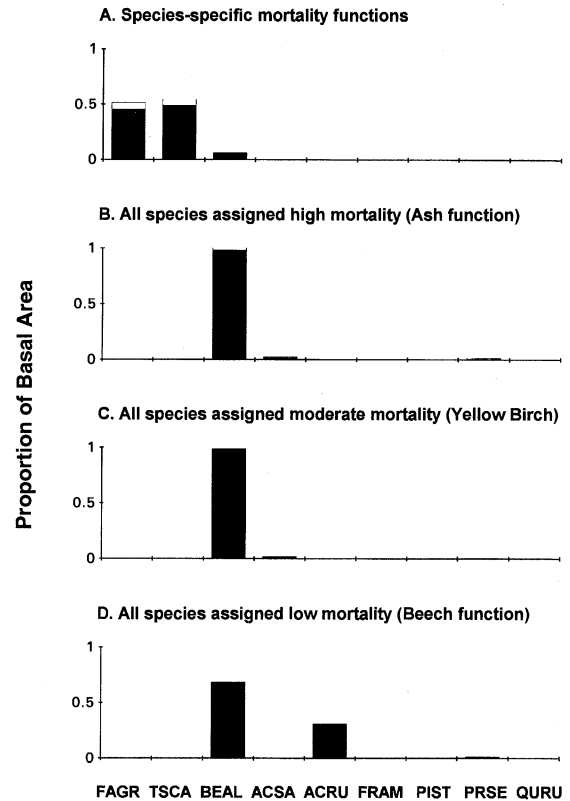 A. Species-specific mortality functions
1
0.5
0
B. All species assigned high mortality (Ash function)
1
0.5
0
C. All species assigned moderate mortality (Yellow Birch)
1
0.5
0
D. All species assigned low mortality (Beech function)
1
0.5
0
FAGR TSCA BEAL ACSA ACRU FRAM PIST PRSE QURU
Proportion of Basal Area